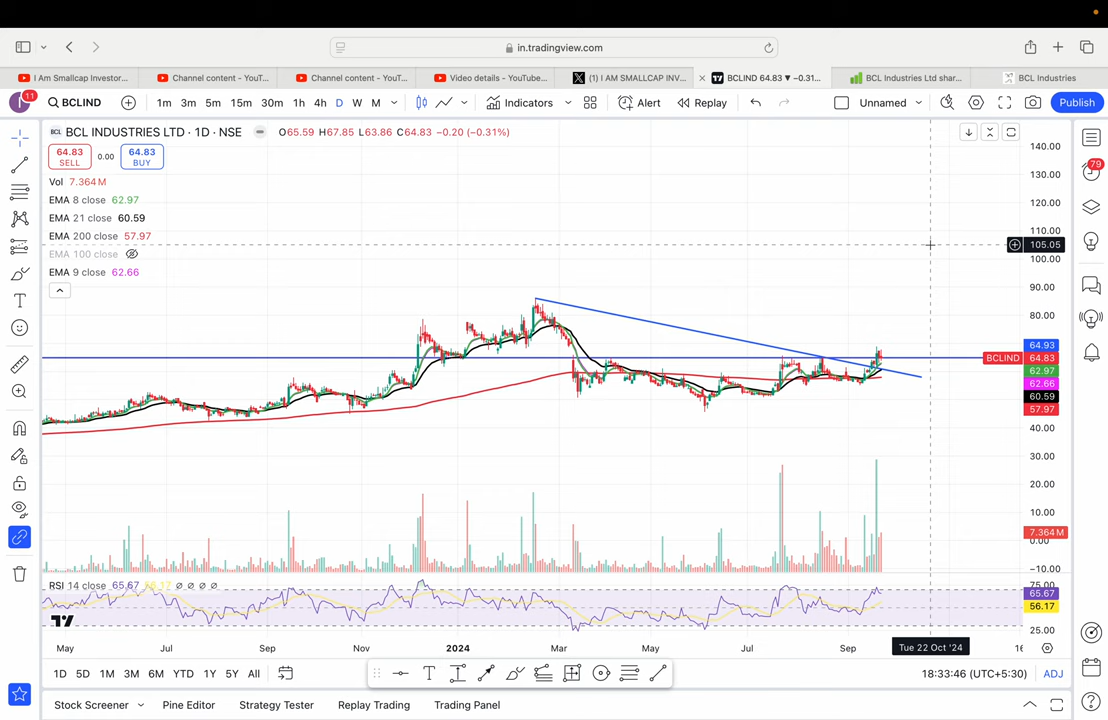 in.tradingview.com
I Am Smallcap Investor... Channel content - YouT... Channel content - YouT... Video details - YouTube... (1) I AM SMALLCAP INV... BCLIND 64.83 ▼ −0.31... BCL Industries Ltd shar... BCL Industries
11 BCLIND 1m 3m 5m 15m 30m 1h 4h D W M Indicators Alert Replay Unnamed Publish
BCL INDUSTRIES LTD · 1D · NSE O65.59 H67.85 L63.86 C64.83 −0.20 (−0.31%)
64.83 SELL 0.00 64.83 BUY
Vol 7.364 M
EMA 8 close 62.97
EMA 21 close 60.59
EMA 200 close 57.97
EMA 100 close
EMA 9 close 62.66
140.00
130.00
120.00
110.00
105.05
100.00
90.00
80.00
70.00
64.93
BCLIND 64.83
62.97
62.66
60.59
57.97
40.00
30.00
20.00
10.00
7.364 M
0.00
−10.00
RSI 14 close 65.67 56.17 ∅ ∅ ∅ ∅
75.00
65.67
56.17
25.00
79
May Jul Sep Nov 2024 Mar May Jul Sep Tue 22 Oct '24 16
1D 5D 1M 3M 6M YTD 1Y 5Y All 18:33:46 (UTC+5:30) ADJ
Stock Screener Pine Editor Strategy Tester Replay Trading Trading Panel